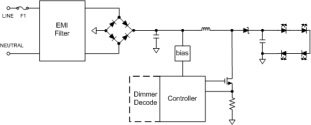 LINE F1
EMI
Filter
NEUTRAL
bias
Dimmer
Decode
Controller